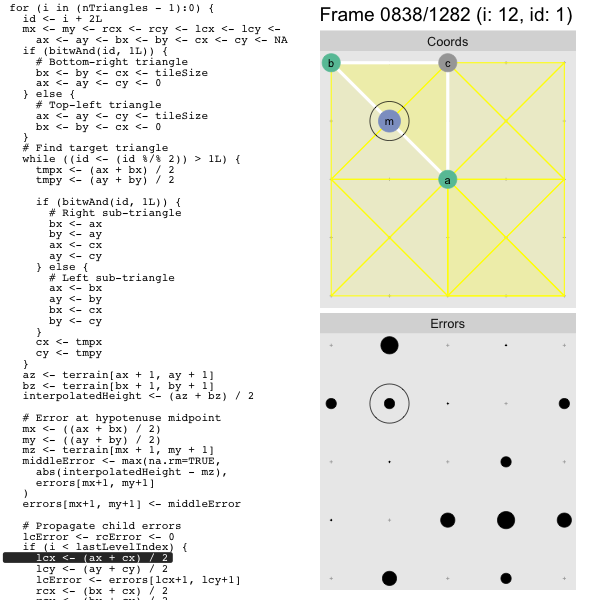 for (i in (nTriangles - 1):0) {
  id <- i + 2L
  mx <- my <- rcx <- rcy <- lcx <- lcy <-
    ax <- ay <- bx <- by <- cx <- cy <- NA
  if (bitwAnd(id, 1L)) {
    # Bottom-right triangle
    bx <- by <- cx <- tileSize
    ax <- ay <- cy <- 0
  } else {
    # Top-left triangle
    ax <- ay <- cy <- tileSize
    bx <- by <- cx <- 0
  }
  # Find target triangle
  while ((id <- (id %/% 2)) > 1L) {
    tmpx <- (ax + bx) / 2
    tmpy <- (ay + by) / 2
    if (bitwAnd(id, 1L)) {
      # Right sub-triangle
      bx <- ax
      by <- ay
      ax <- cx
      ay <- cy
    } else {
      # Left sub-triangle
      ax <- bx
      ay <- by
      bx <- cx
      by <- cy
    }
    cx <- tmpx
    cy <- tmpy
  }
  az <- terrain[ax + 1, ay + 1]
  bz <- terrain[bx + 1, by + 1]
  interpolatedHeight <- (az + bz) / 2
  # Error at hypotenuse midpoint
  mx <- ((ax + bx) / 2)
  my <- ((ay + by) / 2)
  mz <- terrain[mx + 1, my + 1]
  middleError <- max(na.rm=TRUE,
    abs(interpolatedHeight - mz),
    errors[mx+1, my+1]
  )
  errors[mx+1, my+1] <- middleError
  # Propagate child errors
  lcError <- rcError <- 0
  if (i < lastLevelIndex) {
    lcx <- (ax + cx) / 2
    lcy <- (ay + cy) / 2
    lcError <- errors[lcx+1, lcy+1]
    rcx <- (bx + cx) / 2
Frame 0838/1282 (i: 12, id: 1)
Coords
b
c
m
a
Errors